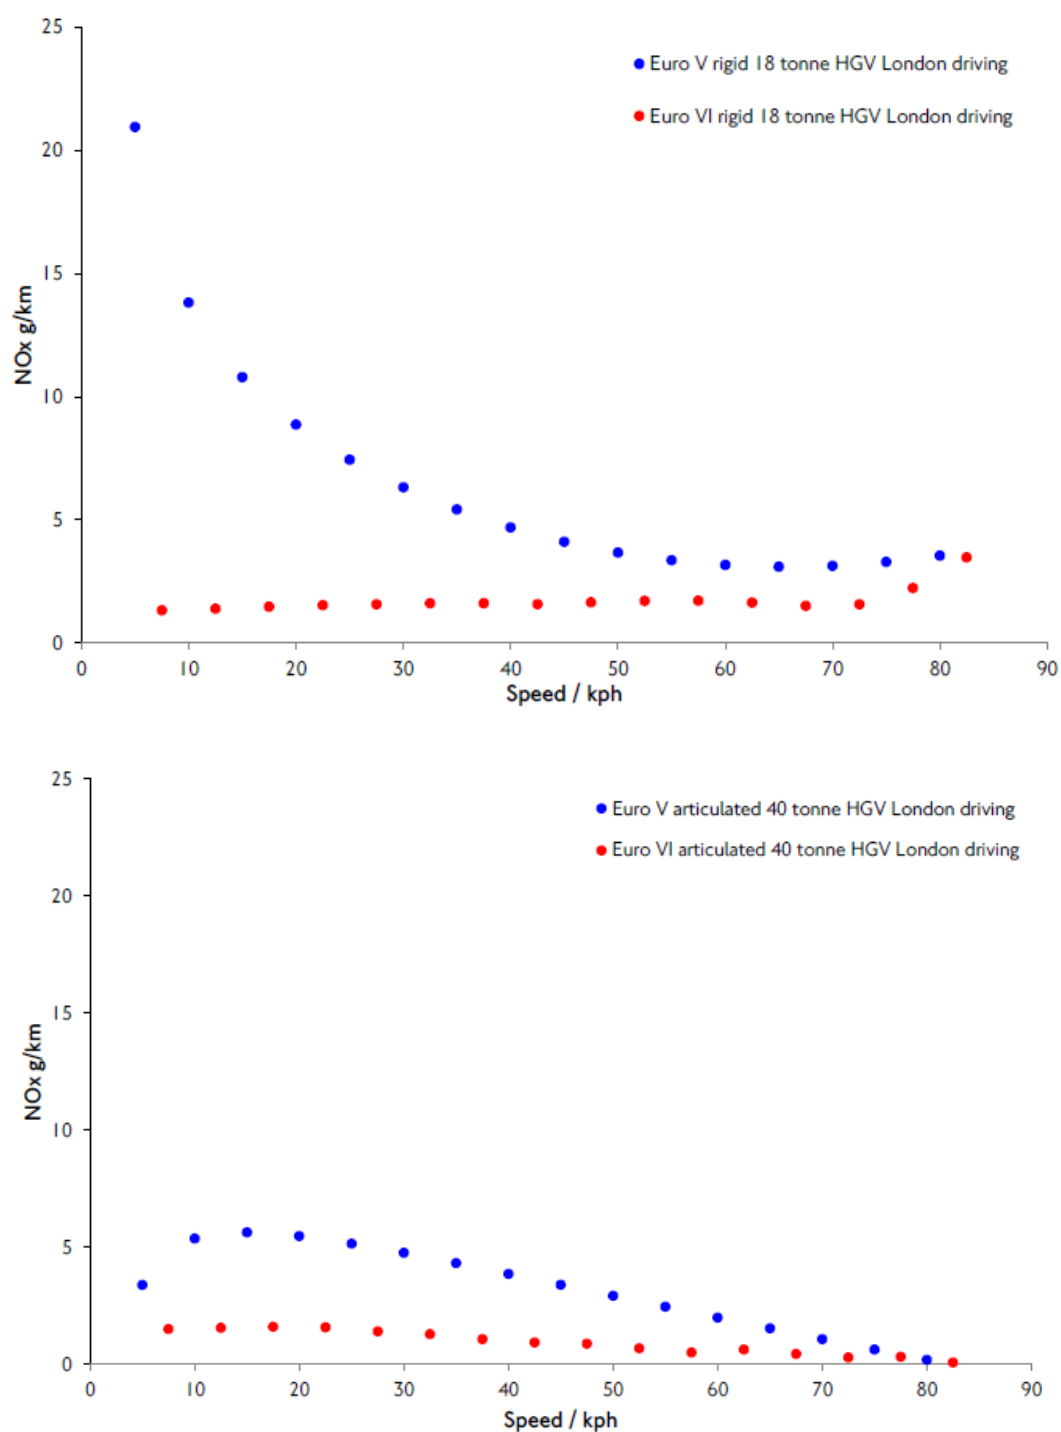 25
Euro V rigid 18 tonne HGV London driving
Euro VI rigid 18 tonne HGV London driving
20
15
NOx g/km
10
5
0
0 10 20 30 40 50 60 70 80 90
Speed / kph
25
Euro V articulated 40 tonne HGV London driving
Euro VI articulated 40 tonne HGV London driving
20
15
NOx g/km
10
5
0
0 10 20 30 40 50 60 70 80 90
Speed / kph